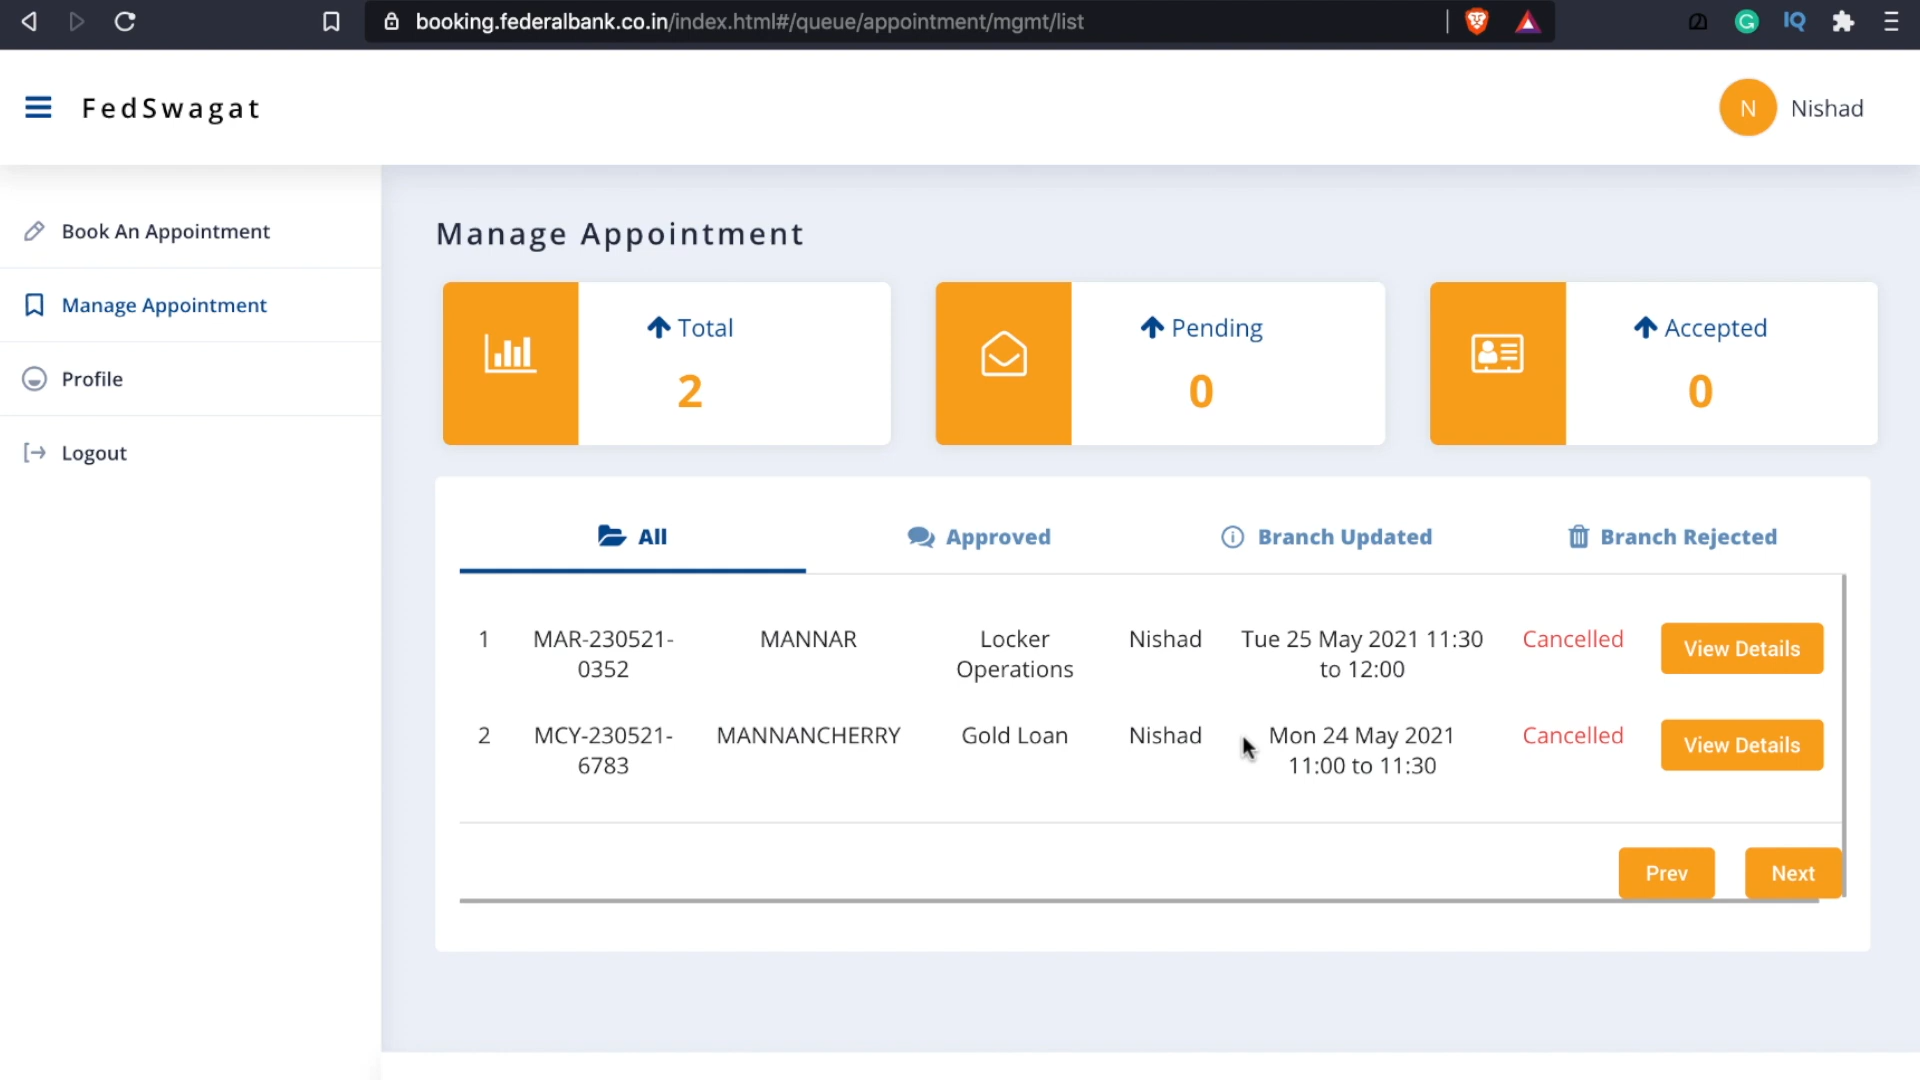 booking.federalbank.co.in/index.html#/queue/appointment/mgmt/list
FedSwagat
N Nishad
Book An Appointment
Manage Appointment
Profile
Logout
Manage Appointment
Total
2
Pending
0
Accepted
0
All
Approved
Branch Updated
Branch Rejected
1 MAR-230521- MANNAR Locker Nishad Tue 25 May 2021 11:30 Cancelled View Details
0352 Operations to 12:00
2 MCY-230521- MANNANCHERRY Gold Loan Nishad Mon 24 May 2021 Cancelled View Details
6783 11:00 to 11:30
Prev Next
G
IQ